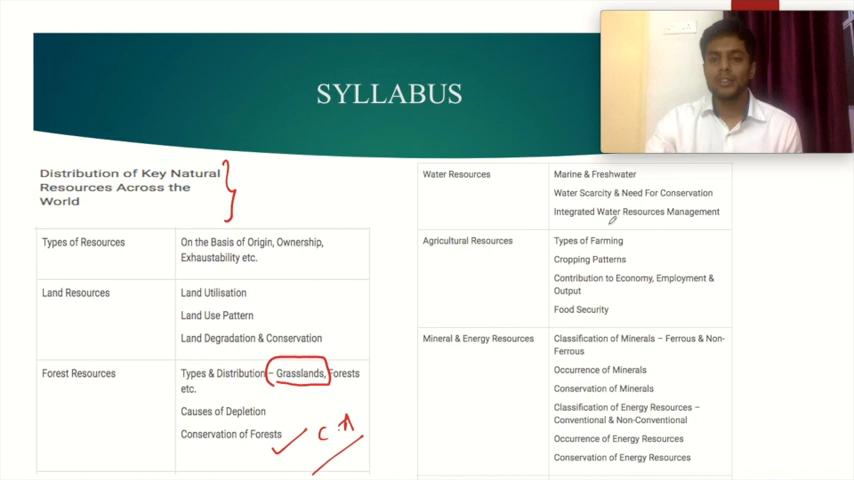 SYLLABUS
Distribution of Key Natural
Resources Across the
World
Types of Resources
On the Basis of Origin, Ownership,
Exhaustability etc.
Land Resources
Land Utilisation
Land Use Pattern
Land Degradation & Conservation
Forest Resources
Types & Distribution – Grasslands, Forests
etc.
Causes of Depletion
Conservation of Forests
C.A
Water Resources
Marine & Freshwater
Water Scarcity & Need For Conservation
Integrated Water Resources Management
Agricultural Resources
Types of Farming
Cropping Patterns
Contribution to Economy, Employment &
Output
Food Security
Mineral & Energy Resources
Classification of Minerals – Ferrous & Non-
Ferrous
Occurrence of Minerals
Conservation of Minerals
Classification of Energy Resources –
Conventional & Non-Conventional
Occurrence of Energy Resources
Conservation of Energy Resources